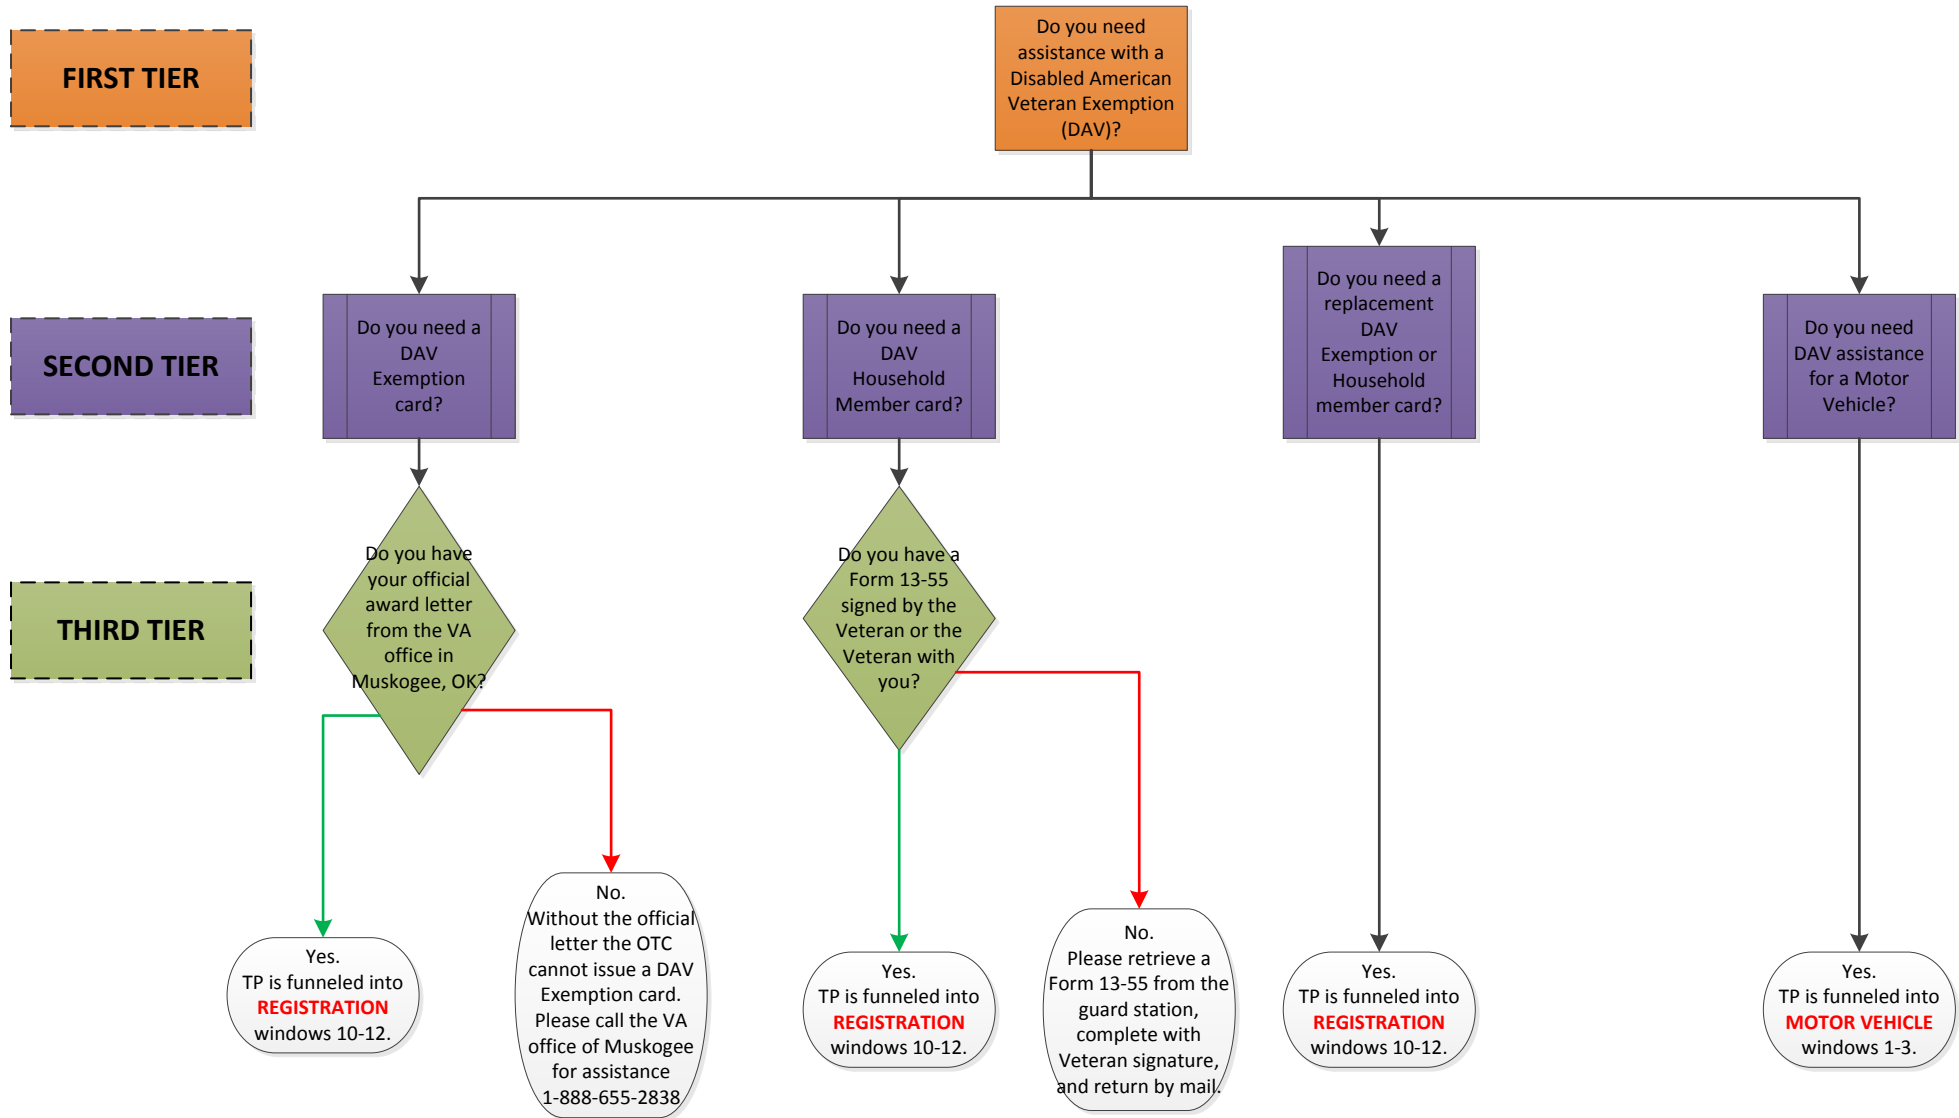 FIRST TIER
Do you need
assistance with a
Disabled American
Veteran Exemption
(DAV)?
SECOND TIER
Do you need a
DAV
Exemption
card?
Do you need a
DAV
Household
Member card?
Do you need a
replacement
DAV
Exemption or
Household
member card?
Do you need
DAV assistance
for a Motor
Vehicle?
THIRD TIER
Do you have
your official
award letter
from the VA
office in
Muskogee, OK?
Do you have a
Form 13-55
signed by the
Veteran or the
Veteran with
you?
Yes.
TP is funneled into
REGISTRATION
windows 10-12.
No.
Without the official
letter the OTC
cannot issue a DAV
Exemption card.
Please call the VA
office of Muskogee
for assistance
1-888-655-2838
Yes.
TP is funneled into
REGISTRATION
windows 10-12.
No.
Please retrieve a
Form 13-55 from the
guard station,
complete with
Veteran signature,
and return by mail.
Yes.
TP is funneled into
REGISTRATION
windows 10-12.
Yes.
TP is funneled into
MOTOR VEHICLE
windows 1-3.